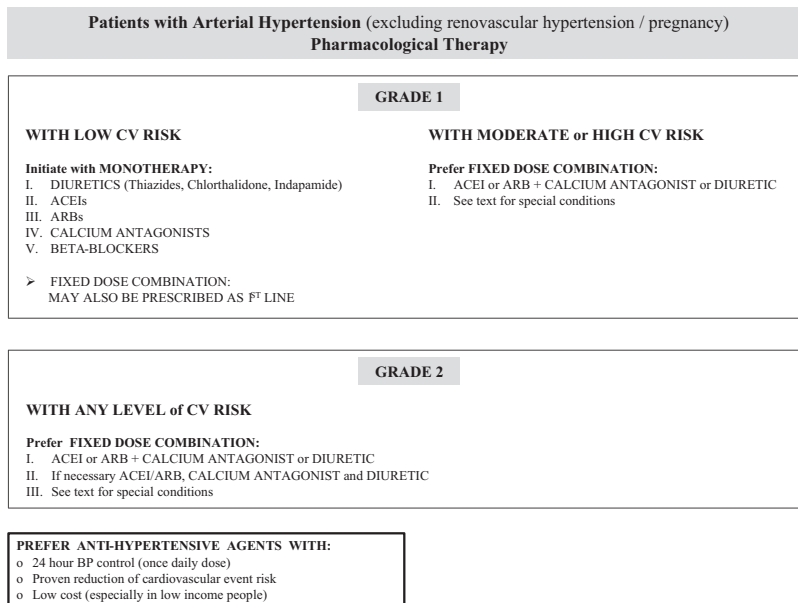 Patients with Arterial Hypertension (excluding renovascular hypertension / pregnancy)
Pharmacological Therapy
GRADE 1
WITH LOW CV RISK
Initiate with MONOTHERAPY:
I. DIURETICS (Thiazides, Chlorthalidone, Indapamide)
II. ACEIs
III. ARBs
IV. CALCIUM ANTAGONISTS
V. BETA-BLOCKERS
➢ FIXED DOSE COMBINATION:
MAY ALSO BE PRESCRIBED AS 1ST LINE
WITH MODERATE or HIGH CV RISK
Prefer FIXED DOSE COMBINATION:
I. ACEI or ARB + CALCIUM ANTAGONIST or DIURETIC
II. See text for special conditions
GRADE 2
WITH ANY LEVEL of CV RISK
Prefer FIXED DOSE COMBINATION:
I. ACEI or ARB + CALCIUM ANTAGONIST or DIURETIC
II. If necessary ACEI/ARB, CALCIUM ANTAGONIST and DIURETIC
III. See text for special conditions
PREFER ANTI-HYPERTENSIVE AGENTS WITH:
o 24 hour BP control (once daily dose)
o Proven reduction of cardiovascular event risk
o Low cost (especially in low income people)